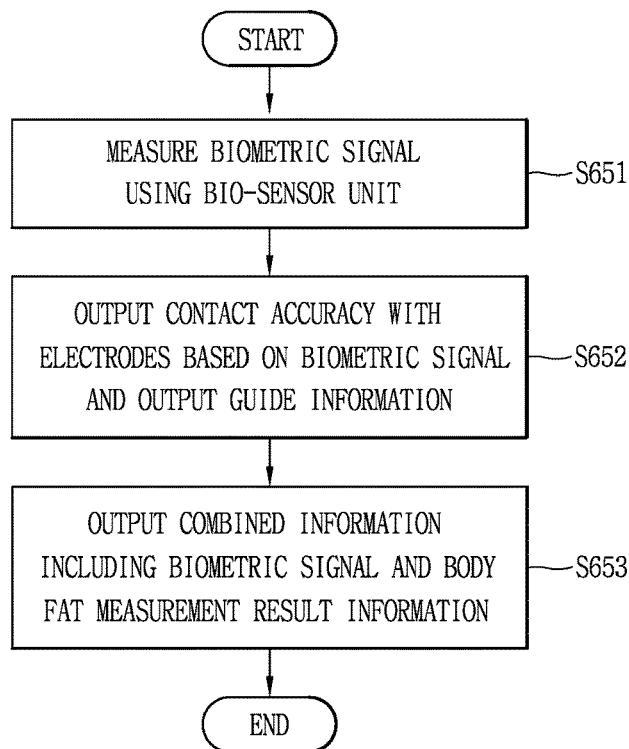 START
MEASURE BIOMETRIC SIGNAL
USING BIO-SENSOR UNIT
S651
OUTPUT CONTACT ACCURACY WITH
ELECTRODES BASED ON BIOMETRIC SIGNAL
AND OUTPUT GUIDE INFORMATION
S652
OUTPUT COMBINED INFORMATION
INCLUDING BIOMETRIC SIGNAL AND BODY
FAT MEASUREMENT RESULT INFORMATION
S653
END